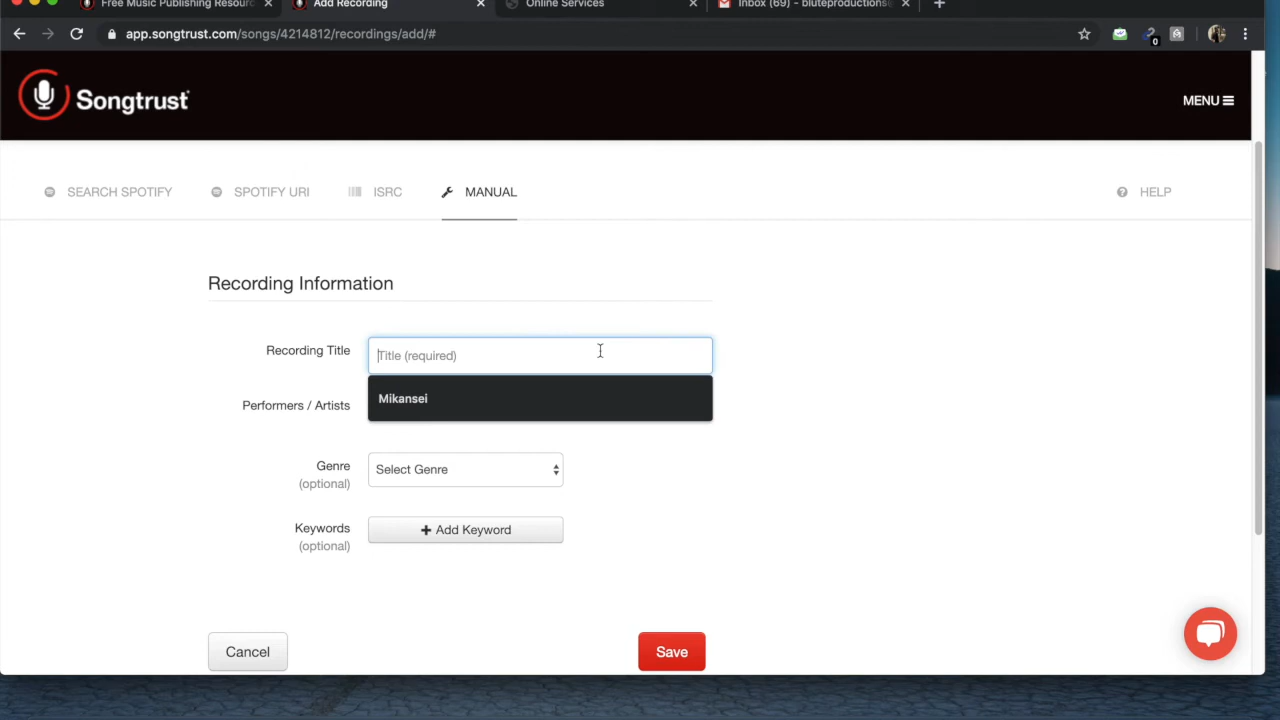 Free Music Publishing Resourc
Add Recording
Online Services
Inbox (69) - bluteproductions
app.songtrust.com/songs/4214812/recordings/add/#
0
Songtrust
MENU
SEARCH SPOTIFY
SPOTIFY URI
ISRC
MANUAL
HELP
Recording Information
Recording Title
Title (required)
Mikansei
Performers / Artists
Genre
(optional)
Select Genre
Keywords
(optional)
Add Keyword
Cancel
Save